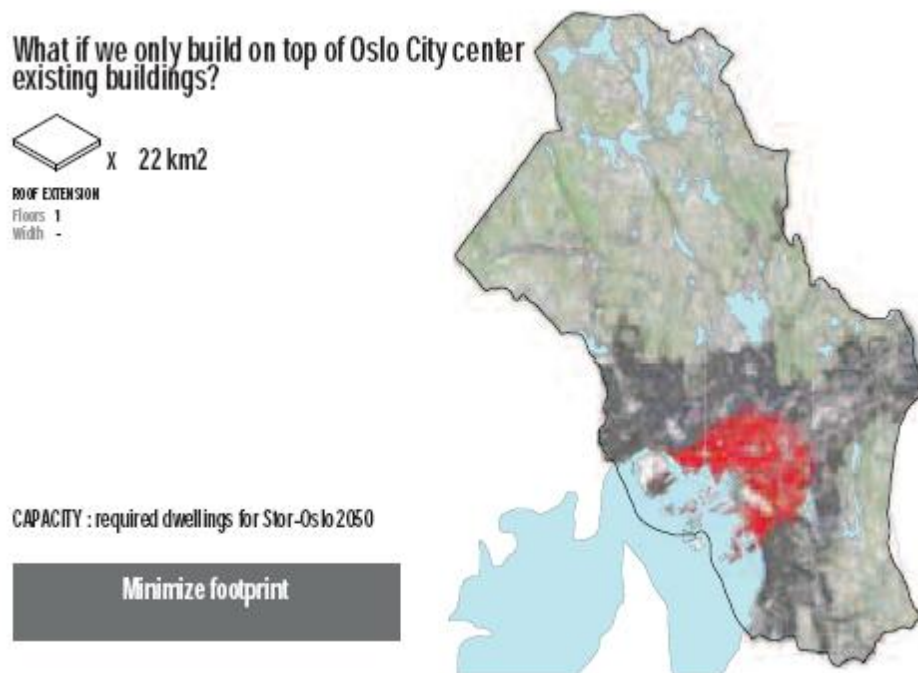 What if we only build on top of Oslo City center
existing buildings?
x 22 km2
ROOF EXTENSION
Floors 1
Width -
CAPACITY : required dwellings for Stor-Oslo 2050
Minimize footprint